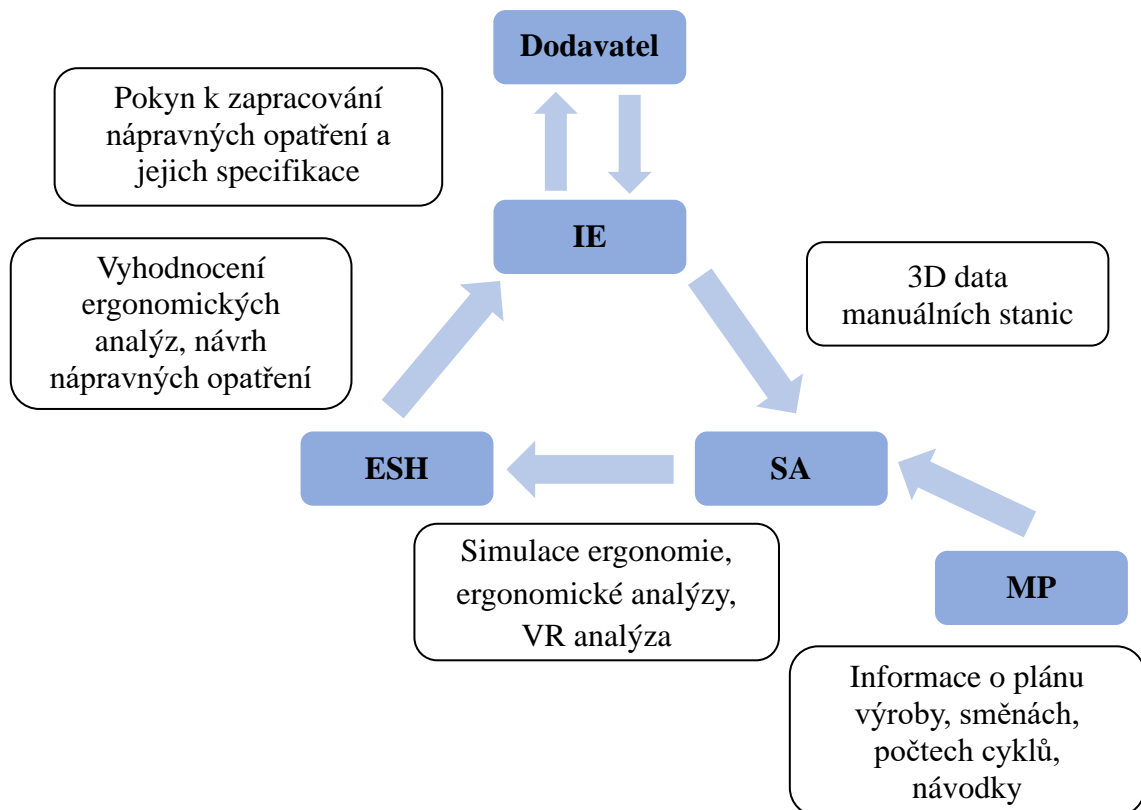 Dodavatel
Pokyn k zapracování
nápravných opatření a
jejich specifikace
IE
Vyhodnocení
ergonomických
analýz, návrh
nápravných opatření
3D data
manuálních stanic
ESH
SA
Simulace ergonomie,
ergonomické analýzy,
VR analýza
MP
Informace o plánu
výroby, směnách,
počtech cyklů,
návodky